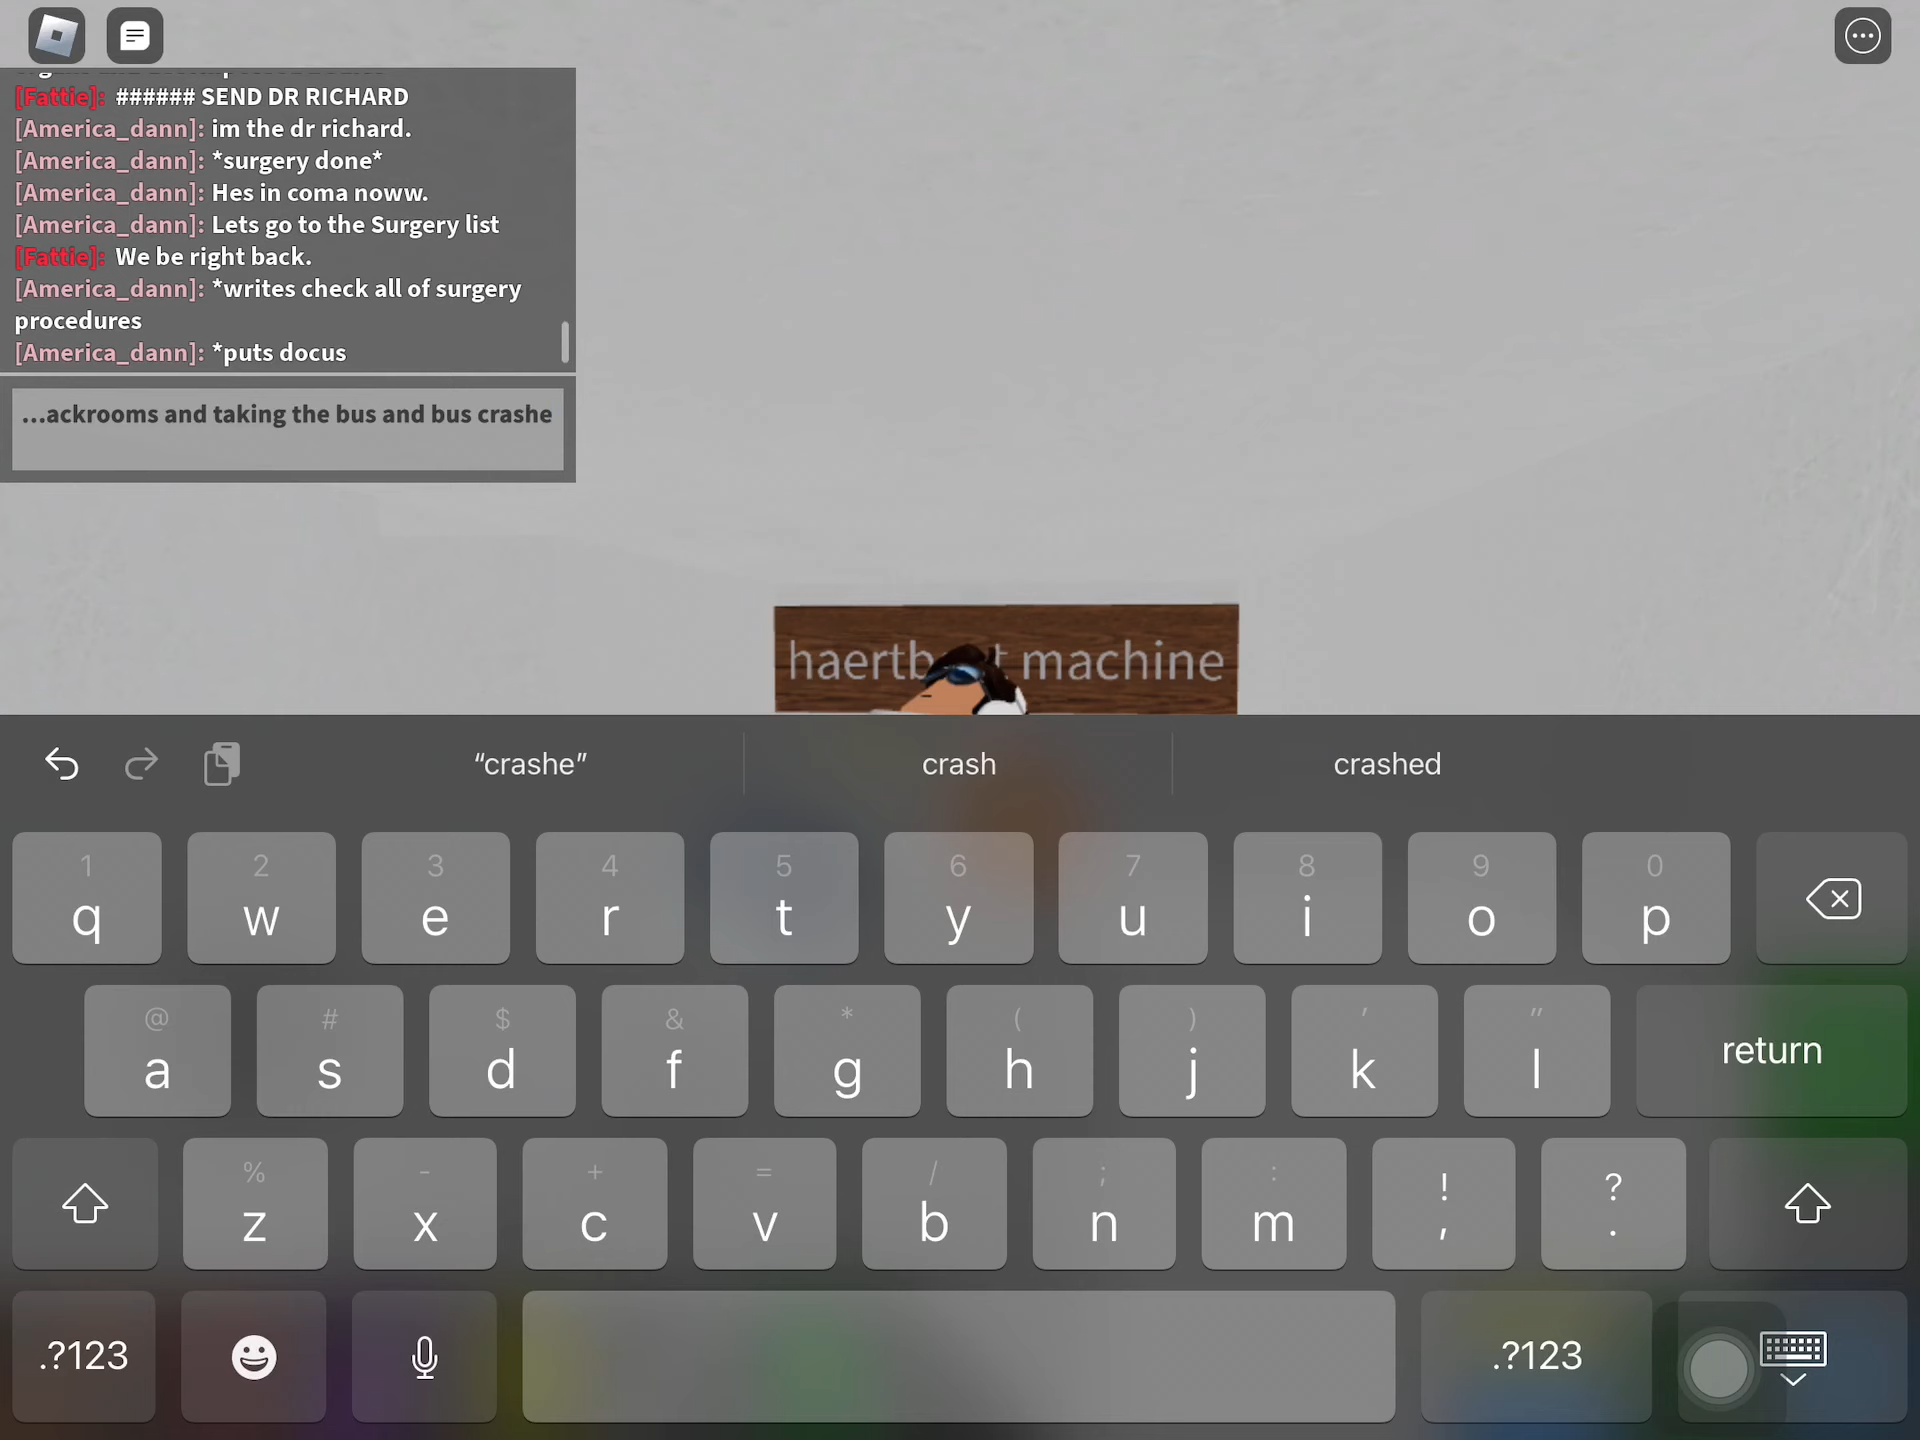 [Fattie]: ###### SEND DR RICHARD
[America_dann]: im the dr richard.
[America_dann]: *surgery done*
[America_dann]: Hes in coma noww.
[America_dann]: Lets go to the Surgery list
[Fattie]: We be right back.
[America_dann]: *writes check all of surgery
procedures
[America_dann]: *puts docus
...ackrooms and taking the bus and bus crashe
machine
“crashe” crash crashed
1 2 3 4 5 6 7 8 9 0
q w e r t y u i o p
@ # $ & * ( ) ' "
a s d f g h j k l return
% - + = / ; : ! ?
z x c v b n m , .
.?123 .?123